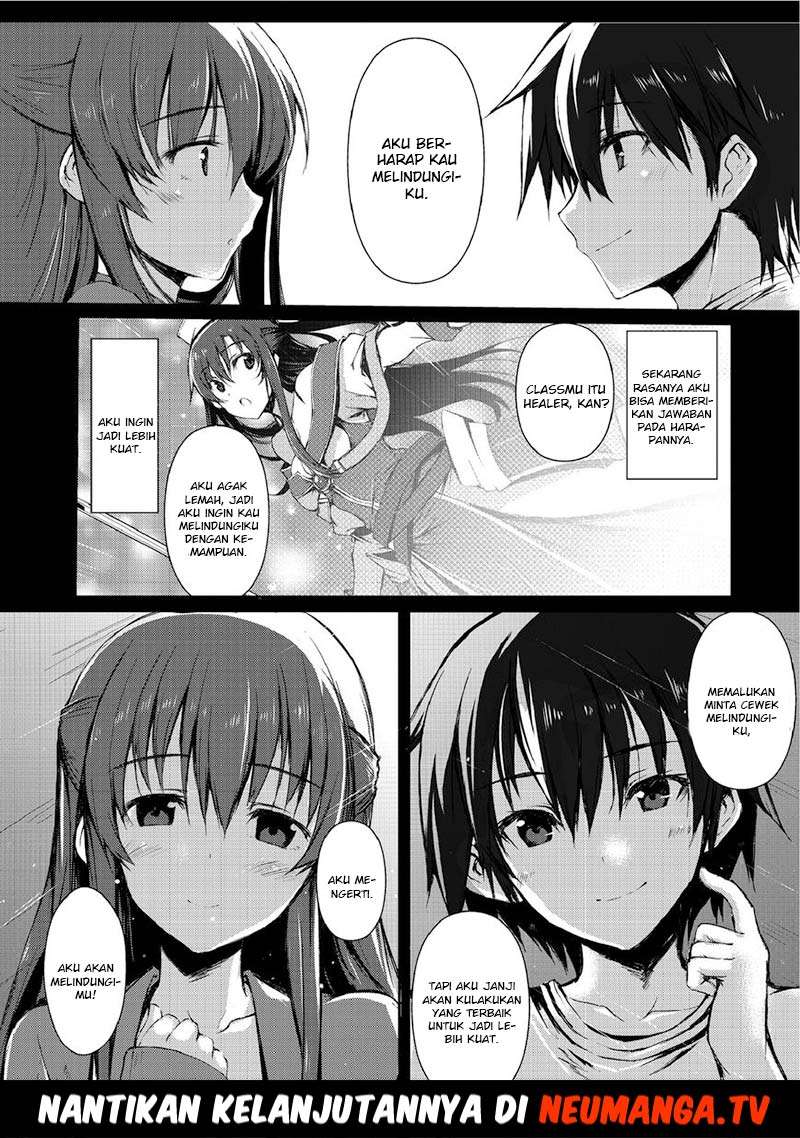 AKU BER-
HARAP KAU
MELINDUNGI-
KU.
SEKARANG
RASANYA AKU
BISA MEMBERI-
KAN JAWABAN
PADA HARA-
PANNYA.
CLASSMU ITU
HEALER, KAN?
AKU AGAK
LEMAH, JADI
AKU INGIN KAU
MELINDUNGIKU
DENGAN KE-
MAMPUAN.
AKU INGIN
JADI LEBIH
KUAT.
MEMALUKAN
MINTA CEWEK
MELINDUNGI-
KU,
TAPI AKU JANJI
AKAN KULAKUKAN
YANG TERBAIK
UNTUK JADI LE-
BIH KUAT.
AKU ME-
NGERTI.
AKU AKAN
MELINDUNGI-
MU!
NANTIKAN KELANJUTANNYA DI NEUMANGA.TV